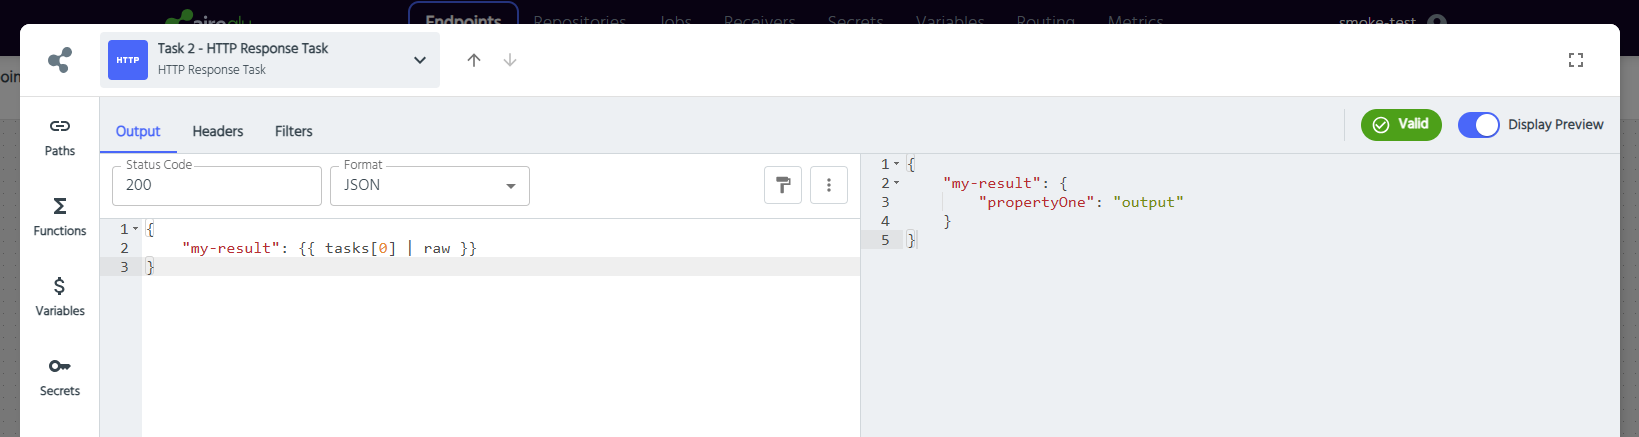 Endpoints Repositories Jobs Receivers Secrets Variables Routing Metrics smoke-test
HTTP
Task 2 - HTTP Response Task
HTTP Response Task
Paths
Functions
Variables
Secrets
Output Headers Filters
Valid
Display Preview
Status Code
200
Format
JSON
1 {
2 "my-result": {{ tasks[0] | raw }}
3 }
1 {
2 "my-result": {
3 "propertyOne": "output"
4 }
5 }